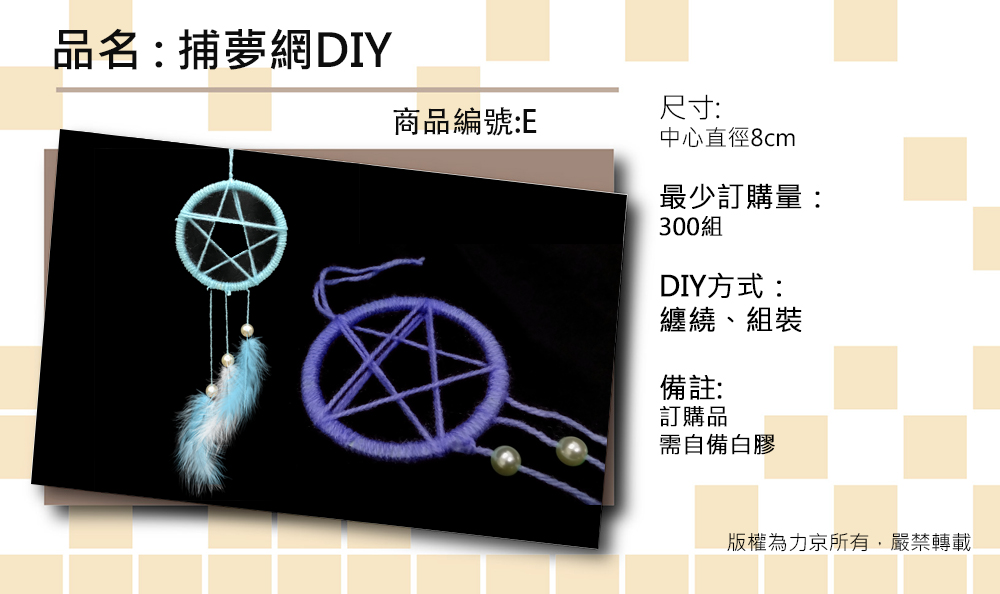 品名 : 捕夢網DIY
商品編號:E
尺寸:
中心直徑8cm
最少訂購量：
300組
DIY方式：
纏繞、組裝
備註:
訂購品
需自備白膠
版權為力京所有，嚴禁轉載